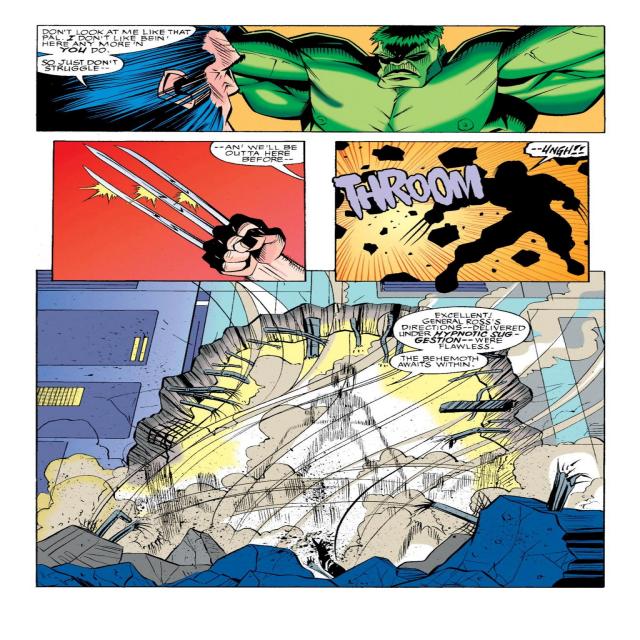 DON'T LOOK AT ME LIKE THAT
PAL. I DON'T LIKE BEIN'
HERE ANY MORE'N
YOU DO.
SO JUST DON'T
STRUGGLE--
--AN' WE'LL BE
OUTTA HERE
BEFORE--
--UNGH!!
THROOM
EXCELLENT!
GENERAL ROSS'S
DIRECTIONS--DELIVERED
UNDER HYPNOTIC SUG-
GESTION--WERE
FLAWLESS.
THE BEHEMOTH
AWAITS WITHIN.